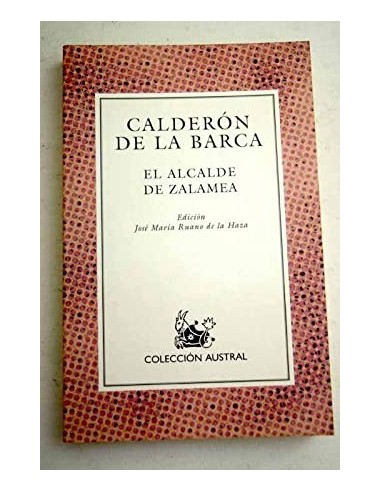 CALDERÓN
DE LA BARCA
EL ALCALDE
DE ZALAMEA
Edición
José María Ruano de la Haza
COLECCIÓN AUSTRAL